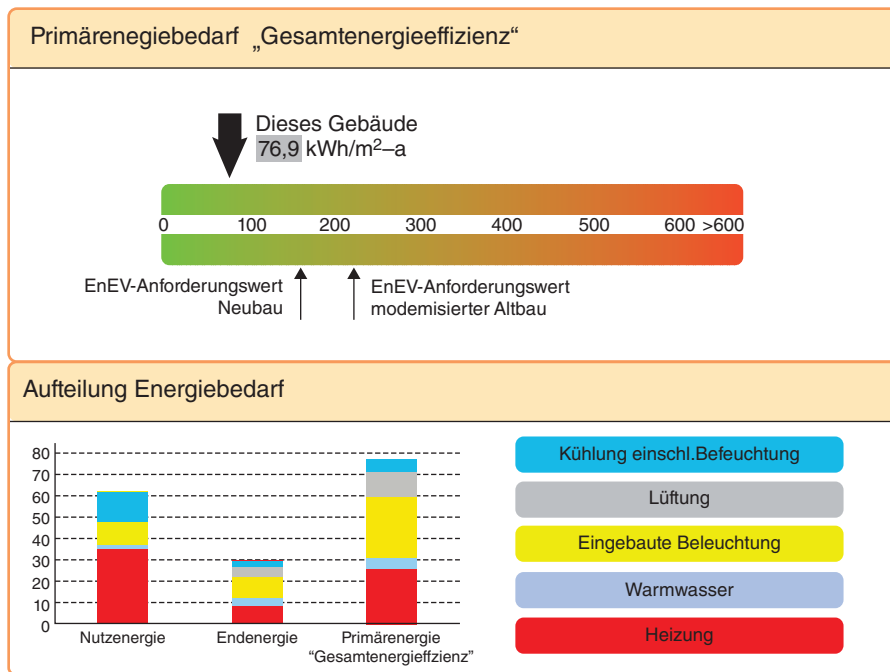 Primärenegiebedarf „Gesamtenergieeffizienz“
Dieses Gebäude
76,9 kWh/m²–a
0 100 200 300 400 500 600 >600
EnEV-Anforderungswert
Neubau
EnEV-Anforderungswert
modemisierter Altbau
Aufteilung Energiebedarf
80
70
60
50
40
30
20
10
0
Nutzenergie
Endenergie
Primärenergie
“Gesamtenergieffzienz”
Kühlung einschl.Befeuchtung
Lüftung
Eingebaute Beleuchtung
Warmwasser
Heizung